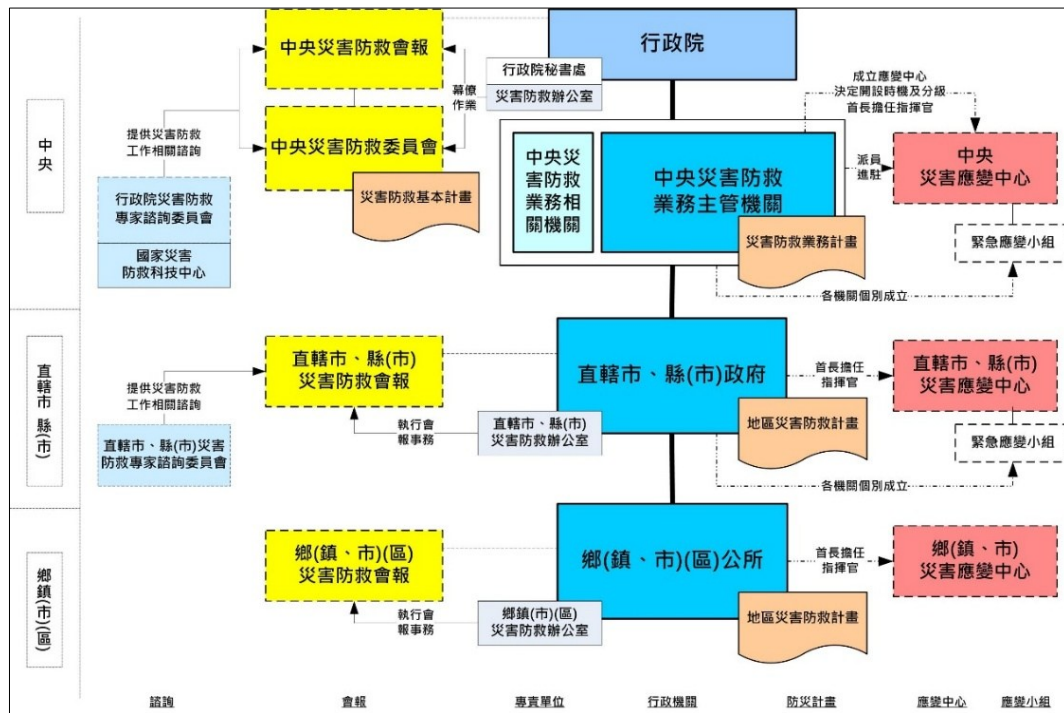 行政院
中央災害防救會報
行政院秘書處
災害防救辦公室
幕僚
作業
成立應變中心
決定開設時機及分級
首長擔任指揮官
中央
提供災害防救
工作相關諮詢
中央災害防救委員會
中央災
害防救
業務相
關機關
中央災害防救
業務主管機關
派員
進駐
中央
災害應變中心
行政院災害防救
專家諮詢委員會
國家災害
防救科技中心
災害防救基本計畫
災害防救業務計畫
緊急應變小組
各機關個別成立
直轄市 縣(市)
提供災害防救
工作相關諮詢
直轄市、縣(市)
災害防救會報
直轄市、縣(市)政府
首長擔任
指揮官
直轄市、縣(市)
災害應變中心
直轄市、縣(市)災害
防救專家諮詢委員會
執行會
報事務
直轄市、縣(市)
災害防救辦公室
地區災害防救計畫
緊急應變小組
各機關個別成立
鄉鎮(市)(區)
鄉(鎮、市)(區)
災害防救會報
鄉(鎮、市)(區)公所
首長擔任
指揮官
鄉(鎮、市)
災害應變中心
執行會
報事務
鄉鎮(市)(區)
災害防救辦公室
地區災害防救計畫
諮詢
會報
專責單位
行政機關
防災計畫
應變中心
應變小組